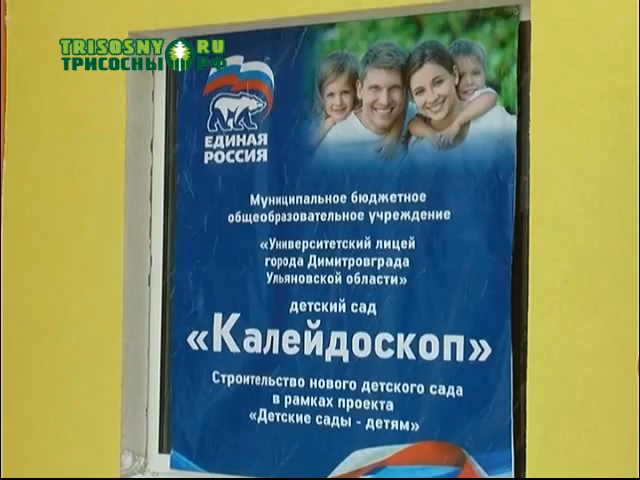 TRISOSNY RU
ТРИСОСНЫ РФ
ЕДИНАЯ
РОССИЯ
Муниципальное бюджетное
общеобразовательное учреждение
«Университетский лицей
города Димитровграда
Ульяновской области»
детский сад
«Калейдоскоп»
Строительство нового детского сада
в рамках проекта
«Детские сады - детям»